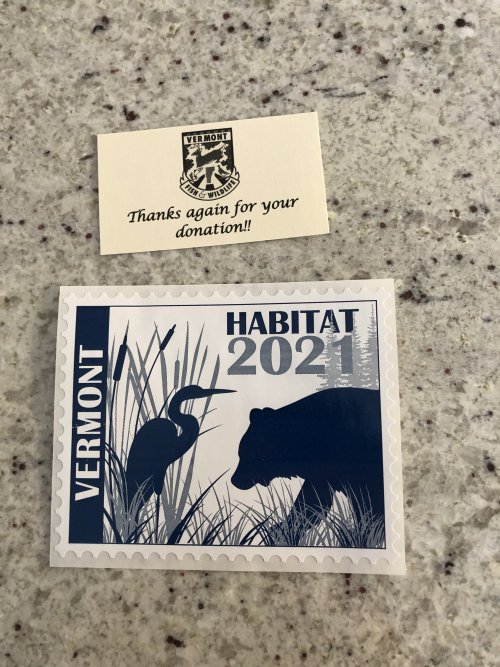 VERMONT
FISH & WILDLIFE
Thanks again for your
donation!!
HABITAT
2021
VERMONT